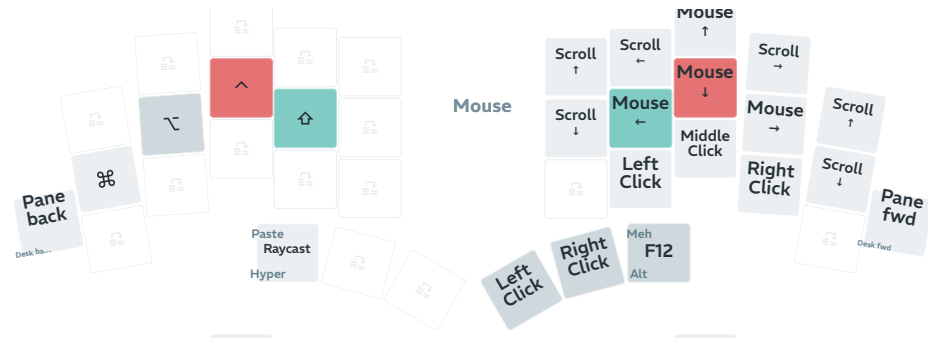 Mouse
↑
Scroll
↑
Scroll
←
Scroll
→
^
Mouse
↓
Scroll
↑
Mouse
Mouse
←
Scroll
↓
Mouse
→
⌥
⇧
Middle
Click
⌘
Left
Click
Right
Click
Scroll
↓
Pane
back
Desk ba...
Pane
fwd
Desk fwd
Paste
Raycast
Hyper
Left
Click
Right
Click
Meh
F12
Alt